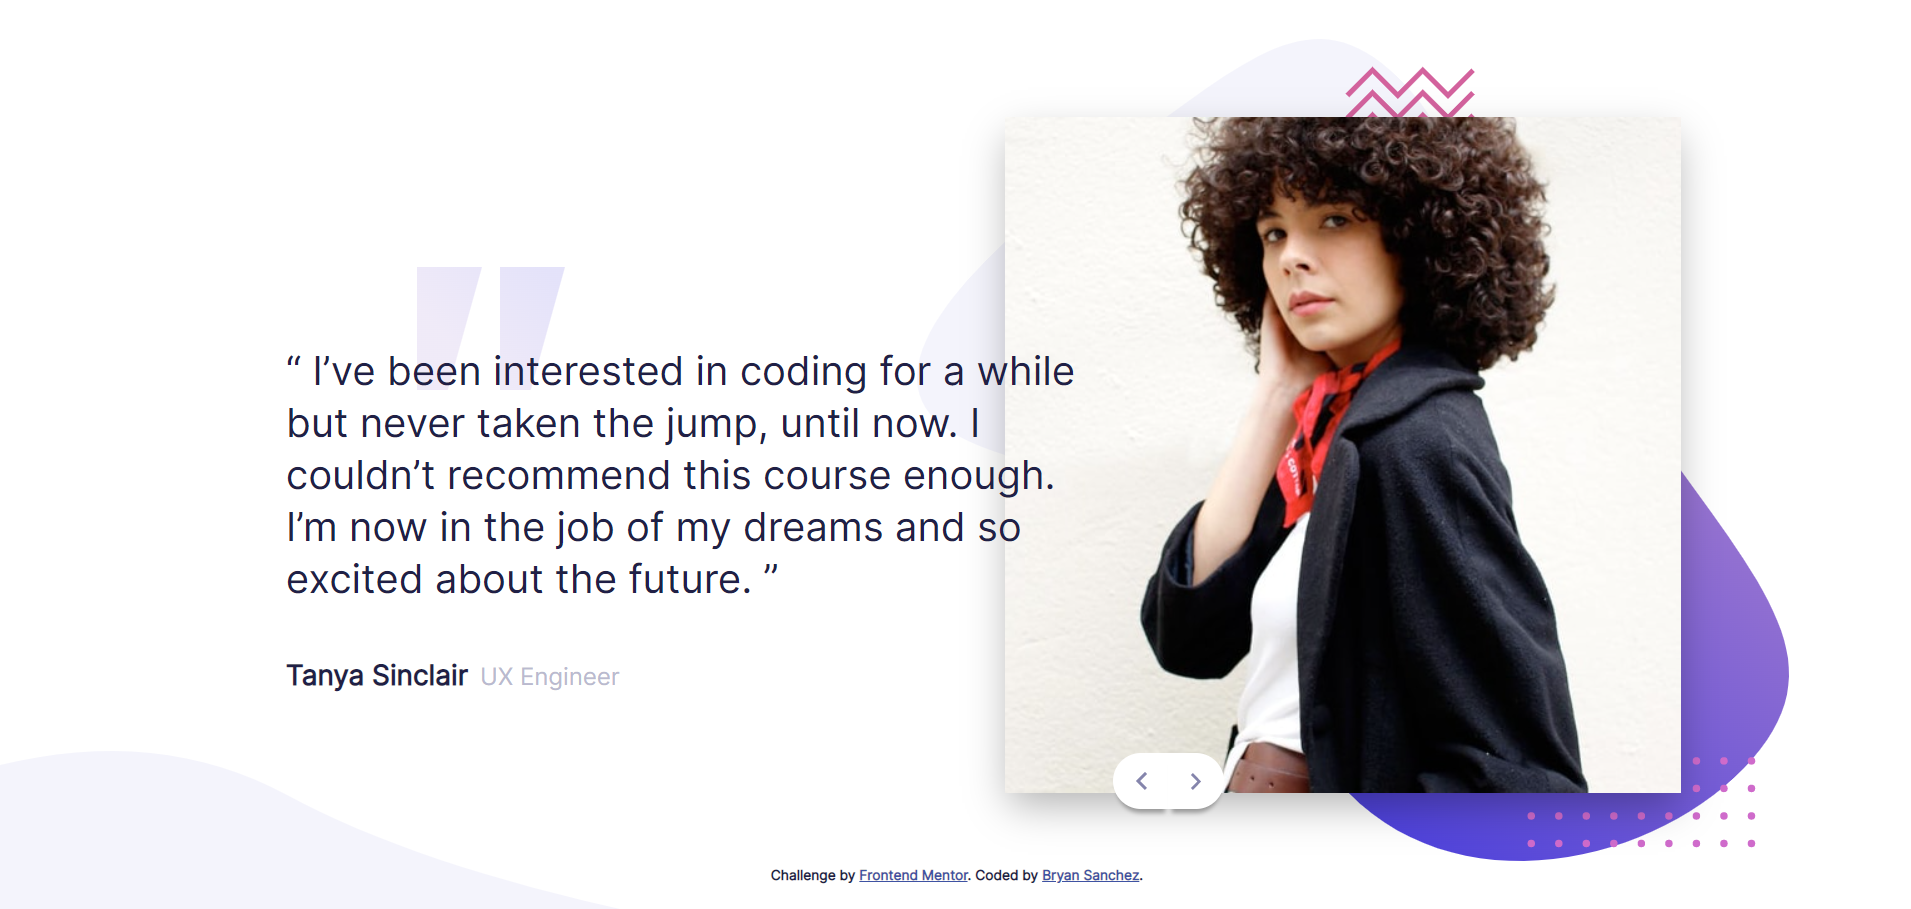 “ I’ve been interested in coding for a while
but never taken the jump, until now. I
couldn’t recommend this course enough.
I’m now in the job of my dreams and so
excited about the future. ”
Tanya Sinclair UX Engineer
Challenge by Frontend Mentor. Coded by Bryan Sanchez.